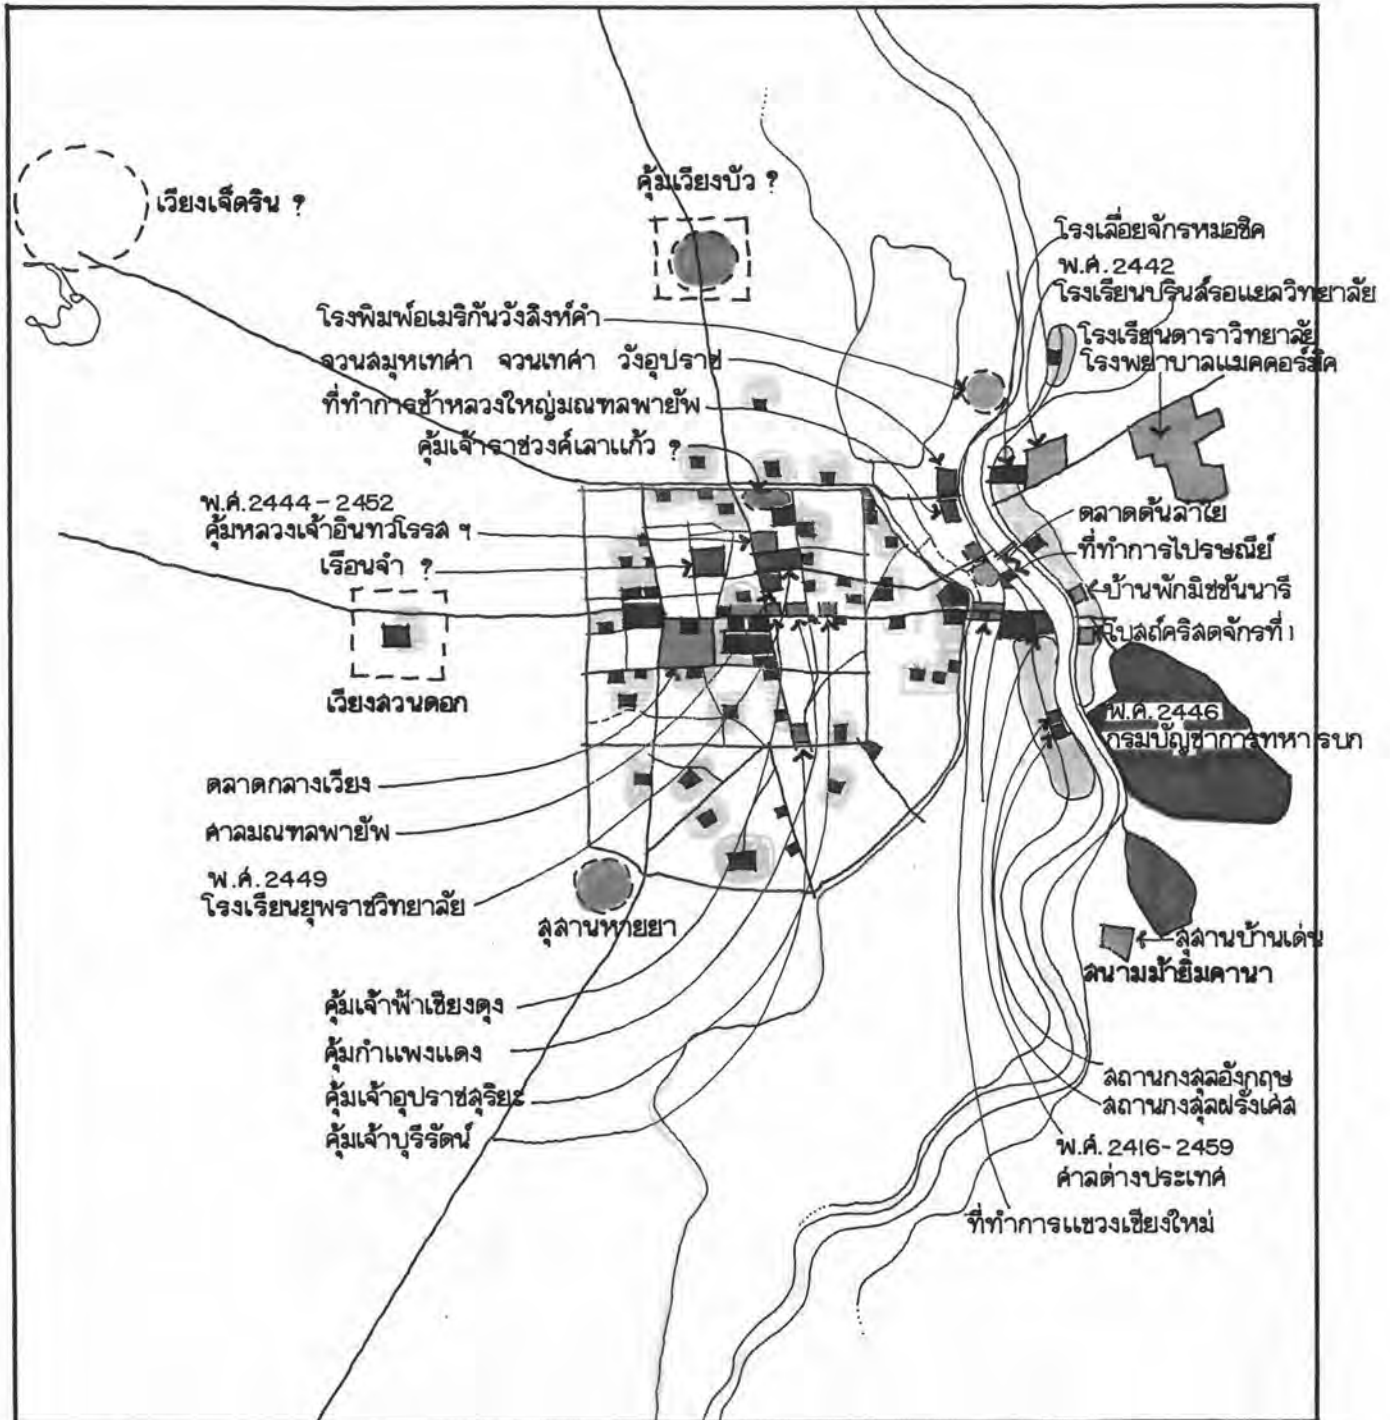 เวียงเจ็ดริน ?
คุ้มเวียงบัว ?
โรงเลื่อยจักรหมอชีค
พ.ศ.2442
โรงเรียนปรินส์รอแยลวิทยาลัย
โรงเรียนดาราวิทยาลัย
โรงพยาบาลแมคคอร์มิค
โรงพิมพ์อเมริกันวังสิงห์คำ
จวนสมุหเทศา จวนเทศา วังอุปราช
ที่ทำการข้าหลวงใหญ่มณฑลพายัพ
คุ้มเจ้าราชวงค์เลาแก้ว ?
พ.ศ.2444-2452
คุ้มหลวงเจ้าอินทวโรรส ฯ
เรือนจำ ?
ตลาดต้นลำไย
ที่ทำการไปรษณีย์
บ้านพักมิชชันนารี
โบสถ์คริสตจักรที่ 1
เวียงสวนดอก
พ.ศ.2446
กรมบัญชาการทหารบก
ตลาดกลางเวียง
ศาลมณฑลพายัพ
พ.ศ.2449
โรงเรียนยุพราชวิทยาลัย
สุสานหายยา
สุสานบ้านเด่น
สนามม้ายิมคานา
คุ้มเจ้าฟ้าเชียงตุง
คุ้มกำแพงแดง
คุ้มเจ้าอุปราชสุริยะ
คุ้มเจ้าบุรีรัตน์
สถานกงสุลอังกฤษ
สถานกงสุลฝรั่งเศส
พ.ศ.2416-2459
ศาลต่างประเทศ
ที่ทำการแขวงเชียงใหม่